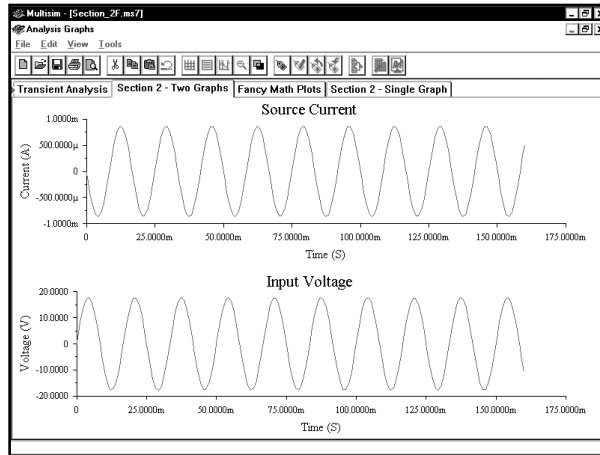 Multisim - [Section_2F.ms7]
Analysis Graphs
File Edit View Tools
Transient Analysis Section 2 - Two Graphs Fancy Math Plots Section 2 - Single Graph
Source Current
1.0000m
500.0000µ
0
-500.0000µ
-1.0000m
Current (A)
0 25.0000m 50.0000m 75.0000m 100.0000m 125.0000m 150.0000m 175.0000m
Time (S)
Input Voltage
20.0000
10.0000
0
-10.0000
-20.0000
Voltage (V)
0 25.0000m 50.0000m 75.0000m 100.0000m 125.0000m 150.0000m 175.0000m
Time (S)